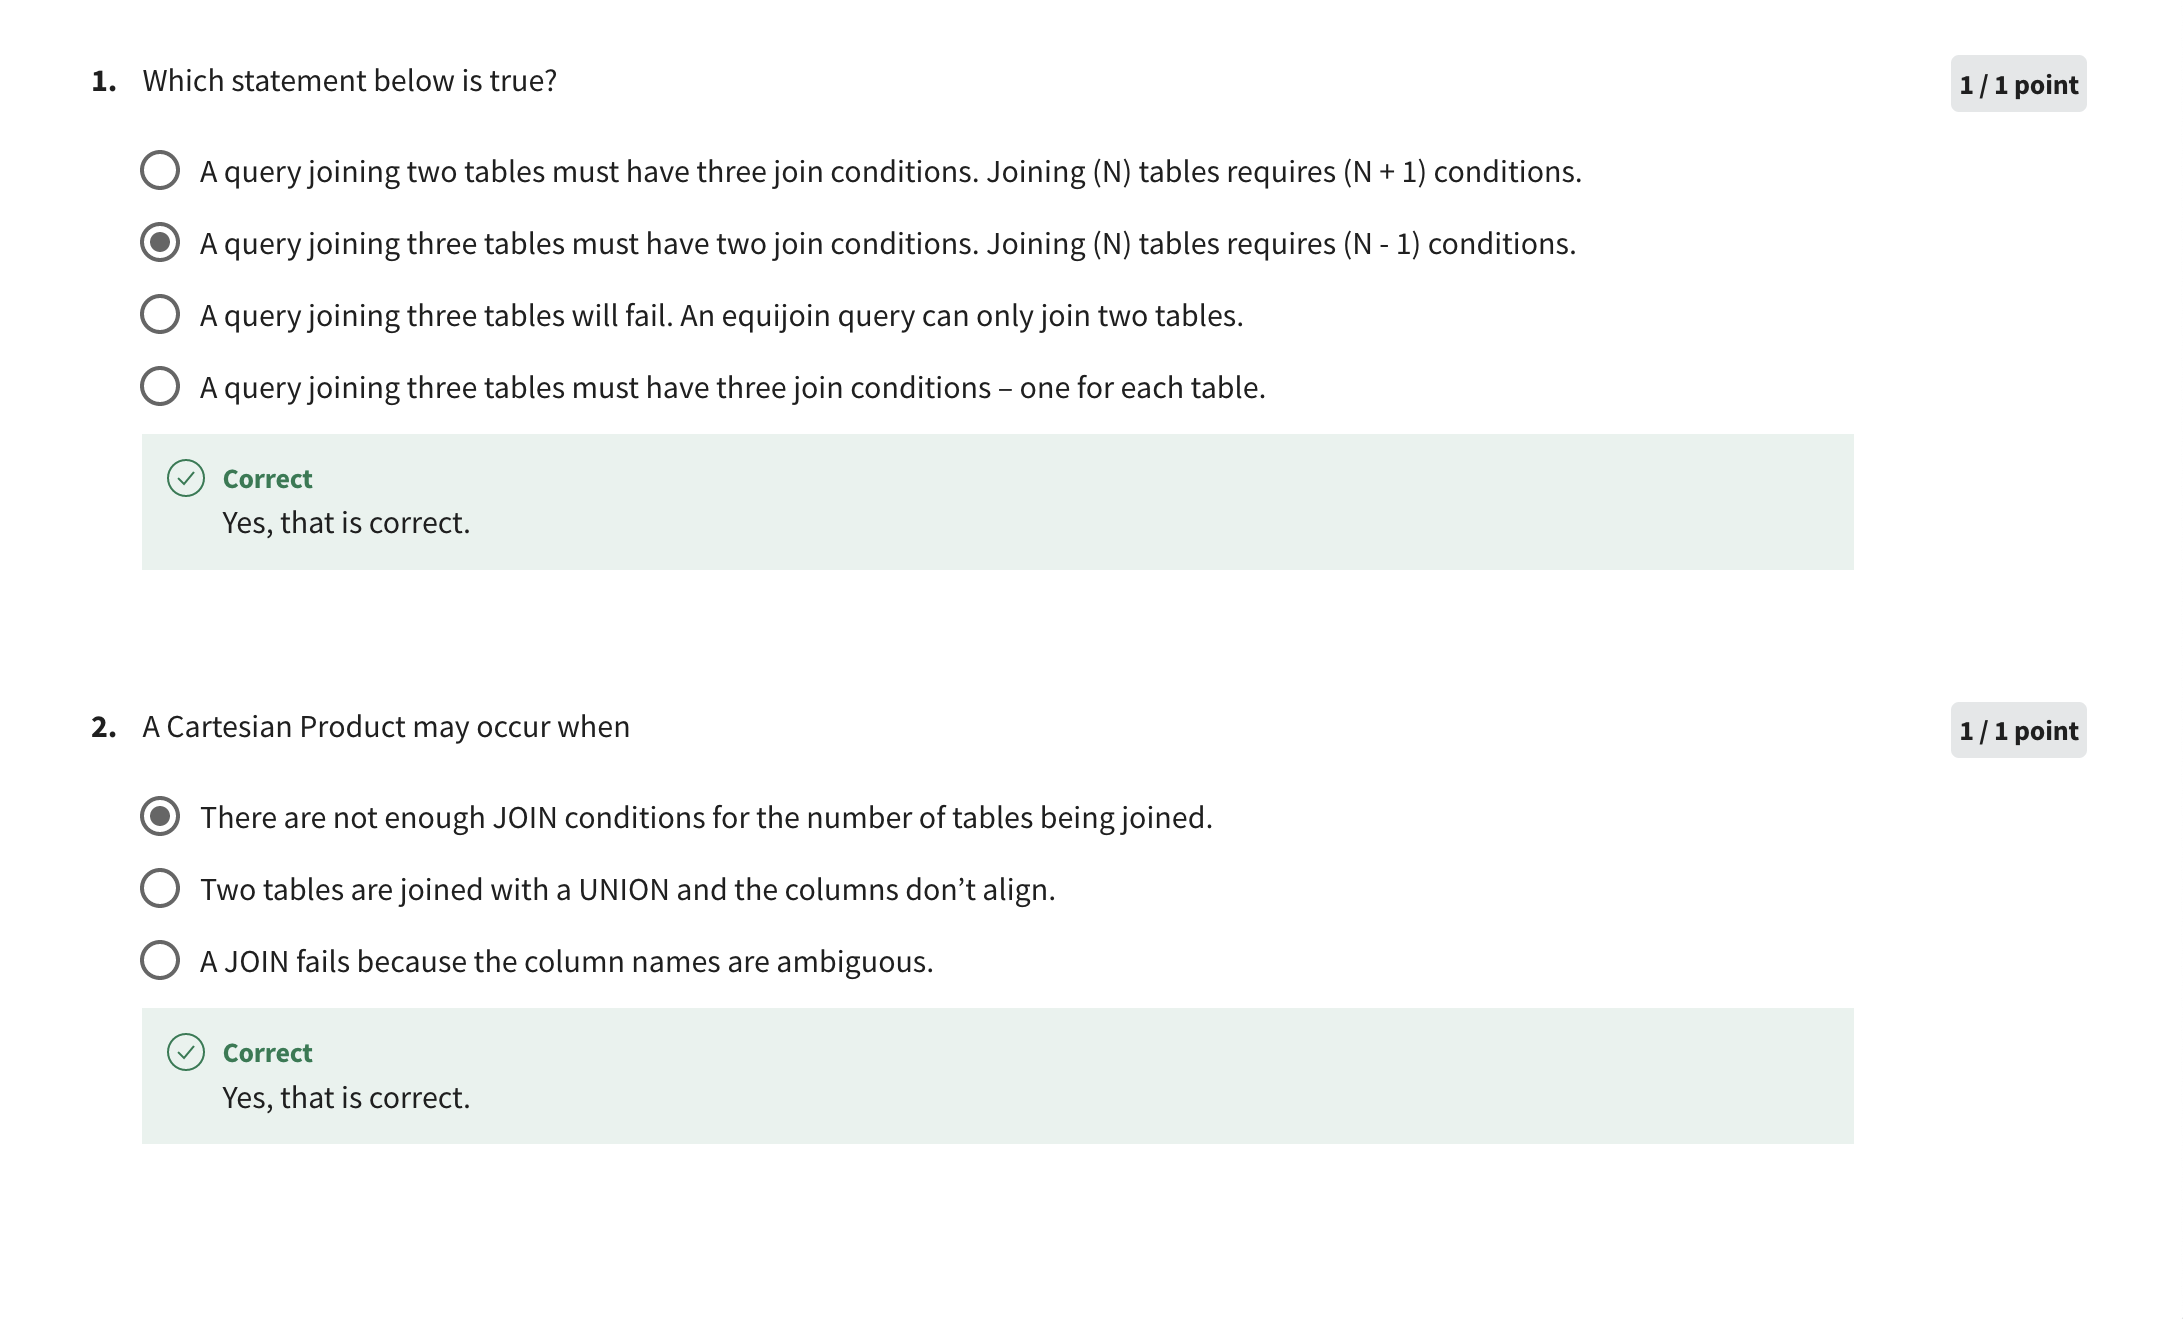 1. Which statement below is true?
1 / 1 point
A query joining two tables must have three join conditions. Joining (N) tables requires (N + 1) conditions.
A query joining three tables must have two join conditions. Joining (N) tables requires (N - 1) conditions.
A query joining three tables will fail. An equijoin query can only join two tables.
A query joining three tables must have three join conditions – one for each table.
Correct
Yes, that is correct.
2. A Cartesian Product may occur when
1 / 1 point
There are not enough JOIN conditions for the number of tables being joined.
Two tables are joined with a UNION and the columns don’t align.
A JOIN fails because the column names are ambiguous.
Correct
Yes, that is correct.